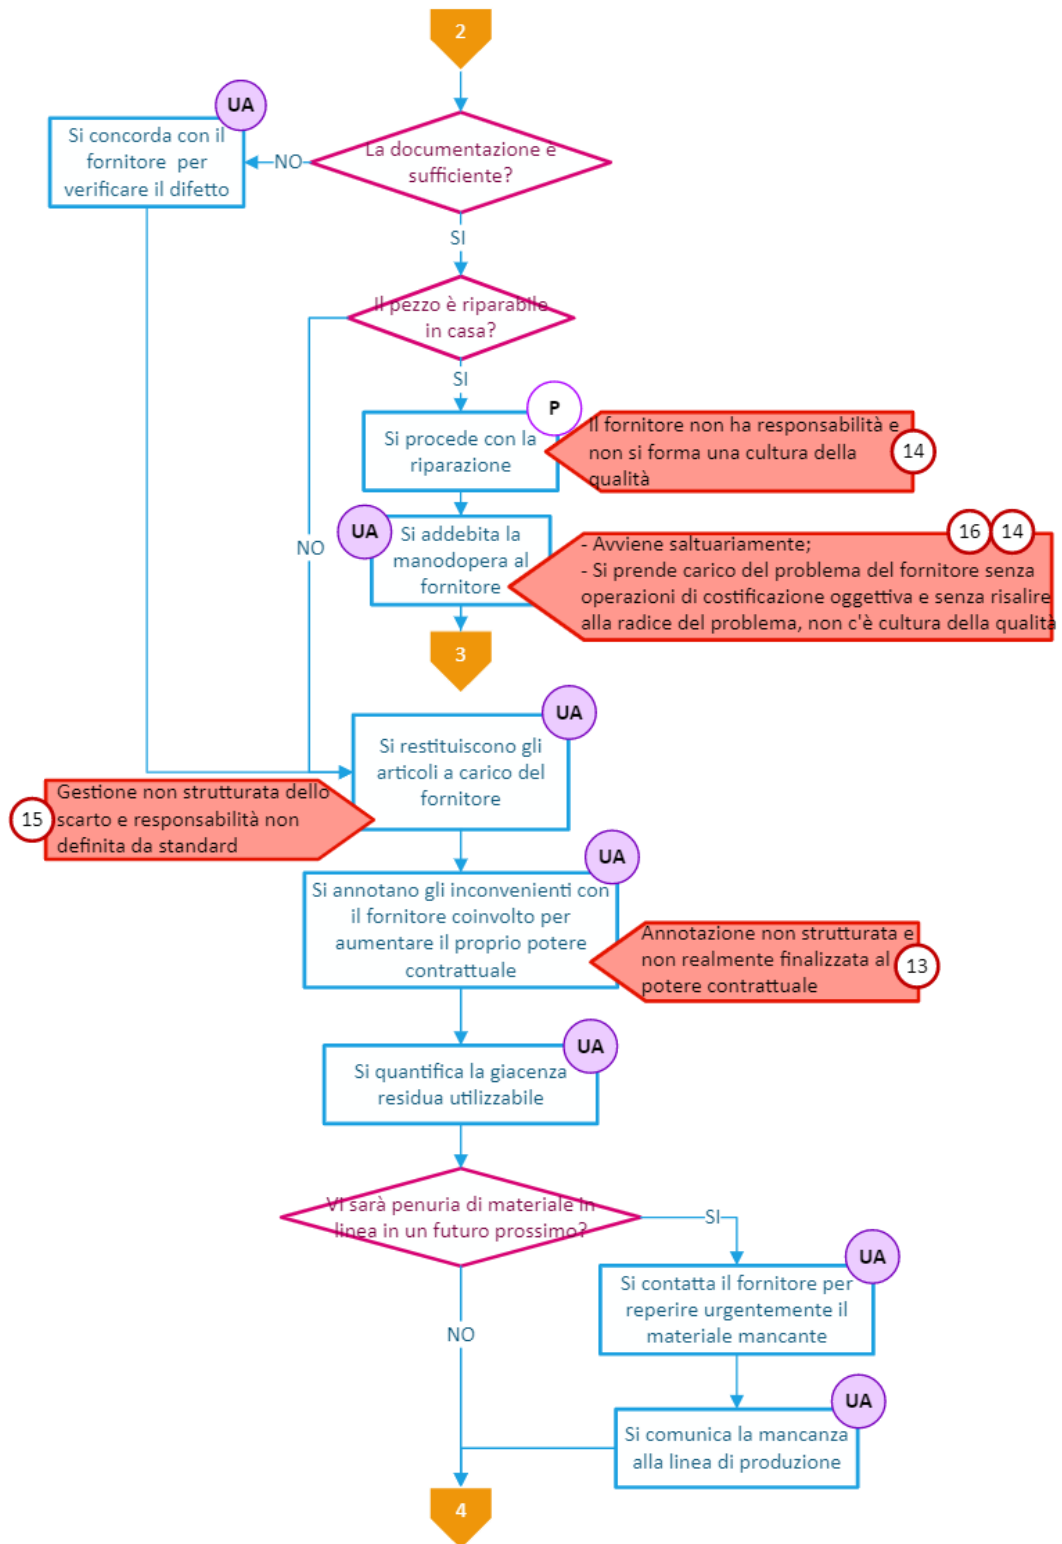 2
UA
Si concorda con il
fornitore per
verificare il difetto
NO
La documentazione e
sufficiente?
SI
Il pezzo è riparabile
in casa?
SI
P
Si procede con la
riparazione
Il fornitore non ha responsabilità e
non si forma una cultura della
qualità
14
NO
UA
Si addebita la
manodopera al
fornitore
16
14
- Avviene saltuariamente;
- Si prende carico del problema del fornitore senza
operazioni di costificazione oggettiva e senza risalire
alla radice del problema, non c'è cultura della qualità
3
UA
Si restituiscono gli
articoli a carico del
fornitore
15
Gestione non strutturata dello
scarto e responsabilità non
definita da standard
UA
Si annotano gli inconvenienti con
il fornitore coinvolto per
aumentare il proprio potere
contrattuale
Annotazione non strutturata e
non realmente finalizzata al
potere contrattuale
13
UA
Si quantifica la giacenza
residua utilizzabile
Vi sarà penuria di materiale in
linea in un futuro prossimo?
SI
UA
Si contatta il fornitore per
reperire urgentemente il
materiale mancante
NO
UA
Si comunica la mancanza
alla linea di produzione
4